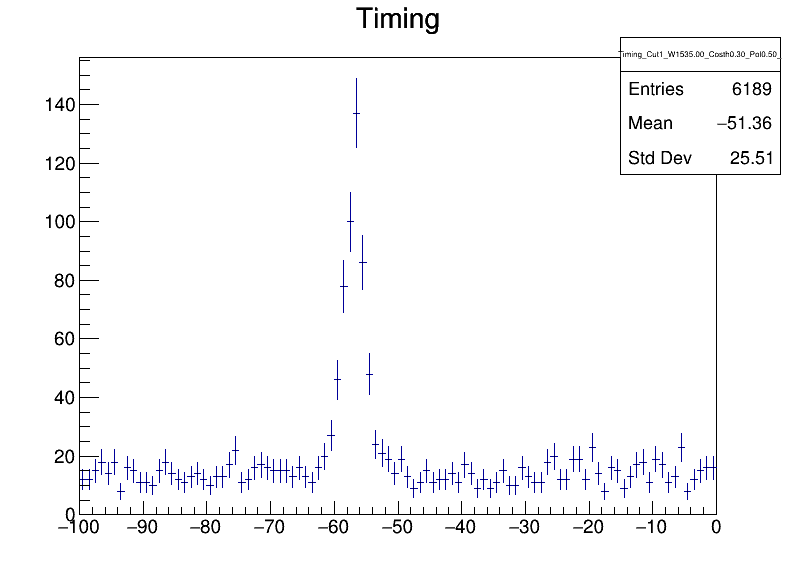 Timing
Timing_Cut1_W1535.00_Costh0.30_Pol0.50_
Entries 6189
Mean −51.36
Std Dev 25.51
140
120
100
80
60
40
20
0
−100 −90 −80 −70 −60 −50 −40 −30 −20 −10 0